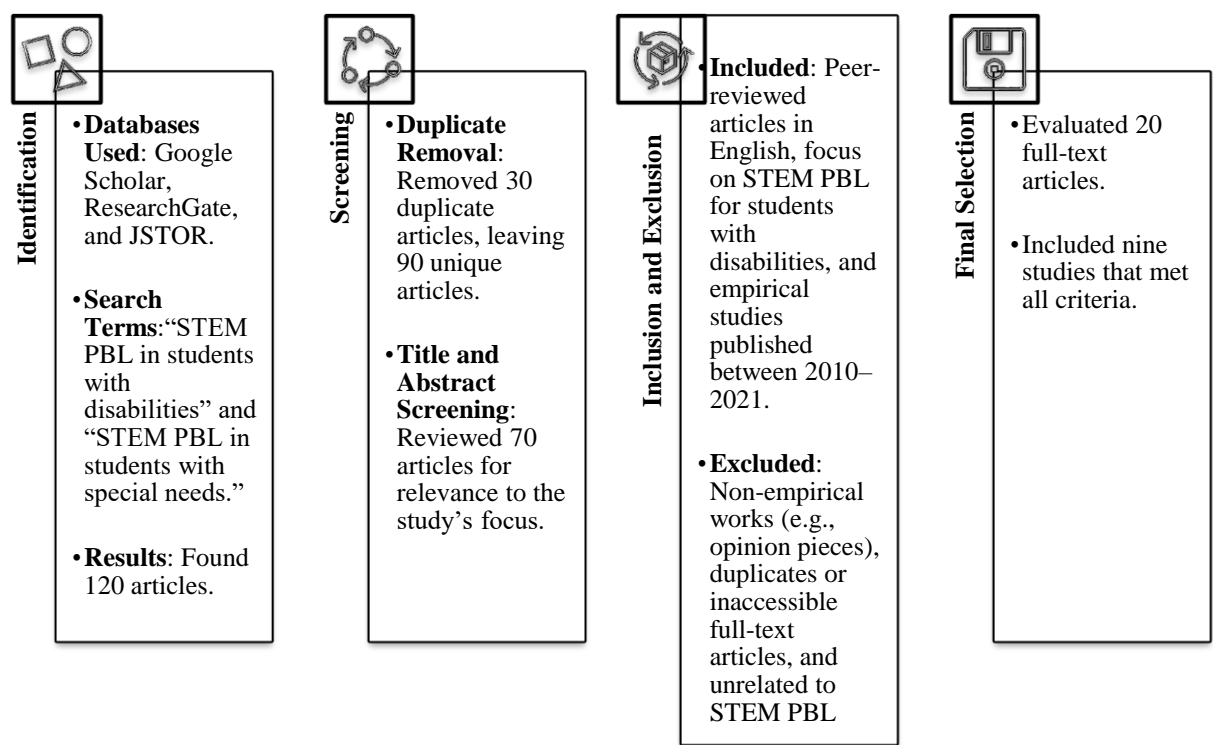 Identification
•Databases
Used: Google
Scholar,
ResearchGate,
and JSTOR.
•Search
Terms:“STEM
PBL in students
with
disabilities” and
“STEM PBL in
students with
special needs.”
•Results: Found
120 articles.
Screening
•Duplicate
Removal:
Removed 30
duplicate
articles, leaving
90 unique
articles.
•Title and
Abstract
Screening:
Reviewed 70
articles for
relevance to the
study’s focus.
Inclusion and Exclusion
•Included: Peer-
reviewed
articles in
English, focus
on STEM PBL
for students
with
disabilities, and
empirical
studies
published
between 2010–
2021.
•Excluded:
Non-empirical
works (e.g.,
opinion pieces),
duplicates or
inaccessible
full-text
articles, and
unrelated to
STEM PBL
Final Selection
•Evaluated 20
full-text
articles.
•Included nine
studies that met
all criteria.